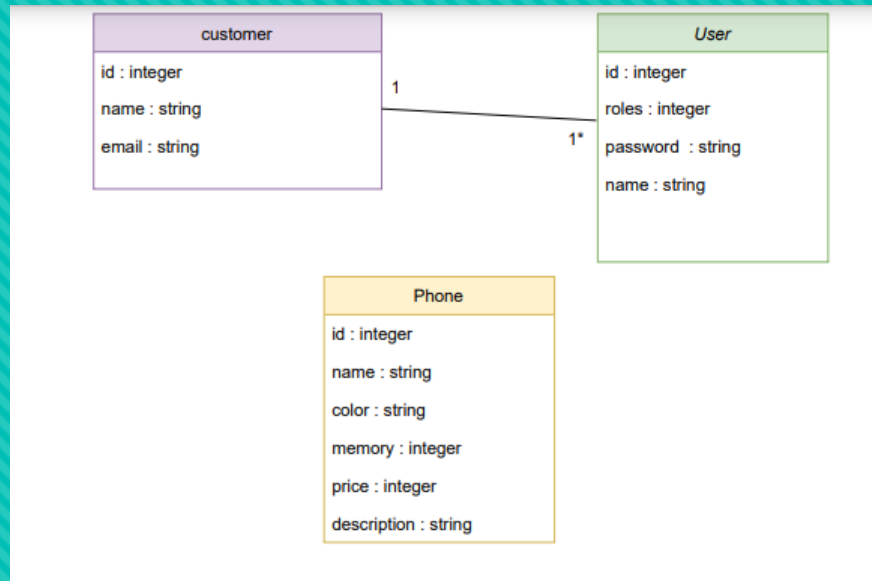 customer
id : integer
name : string
email : string
1
1*
User
id : integer
roles : integer
password : string
name : string
Phone
id : integer
name : string
color : string
memory : integer
price : integer
description : string